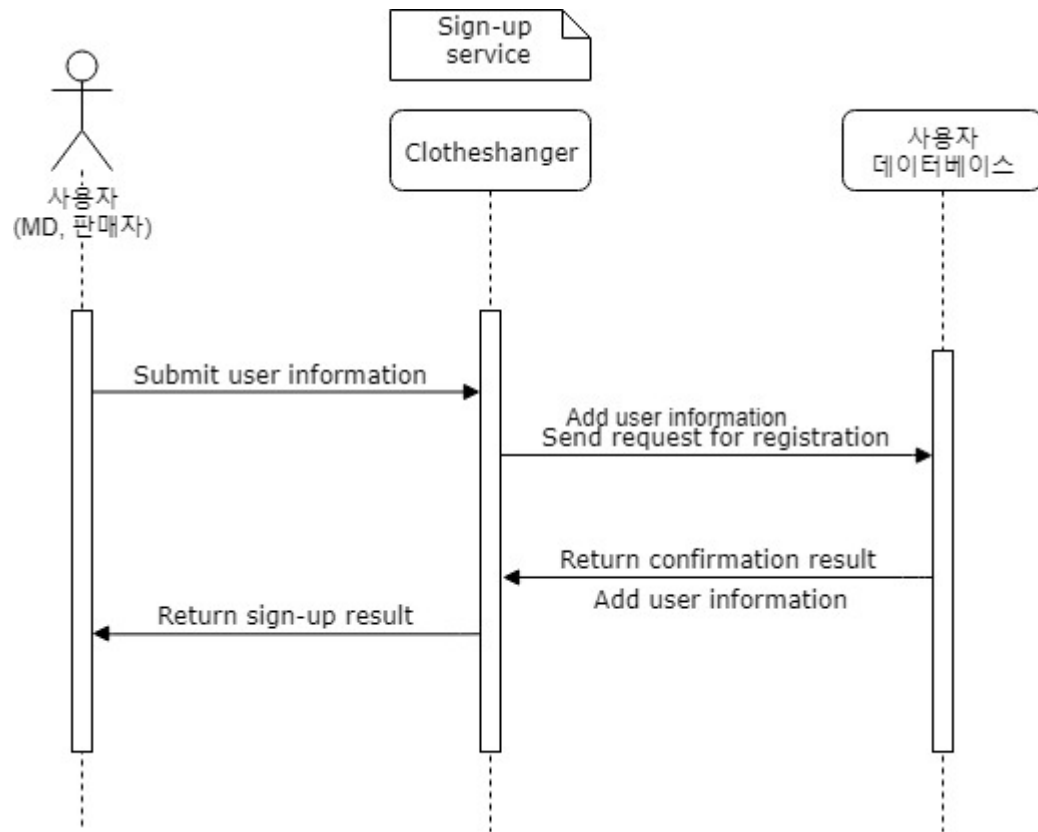 Sign-up
service
Clotheshanger
사용자
데이터베이스
사용자
(MD, 판매자)
Submit user information
Add user information
Send request for registration
Return confirmation result
Add user information
Return sign-up result